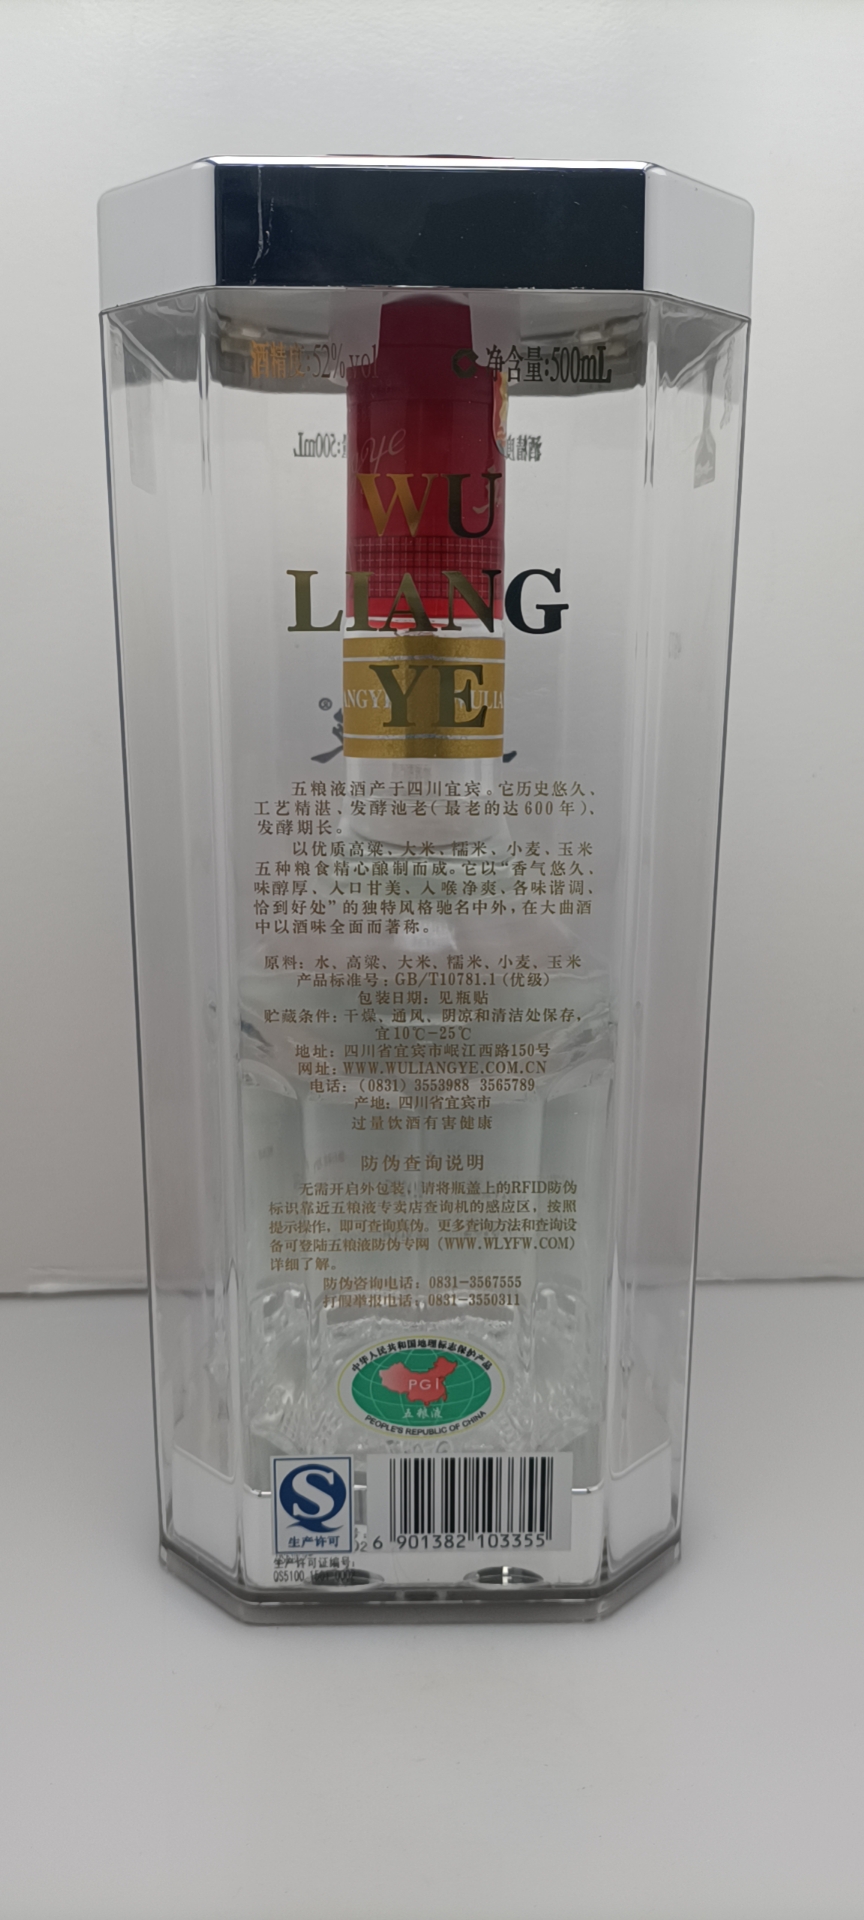 酒精度:52%vol
C 净含量:500mL
WU
LIANG
YE
五粮液酒产于四川宜宾。它历史悠久、
工艺精湛、发酵池老(最老的达600年)、
发酵期长。
以优质高粱、大米、糯米、小麦、玉米
五种粮食精心酿制而成。它以“香气悠久、
味醇厚、入口甘美、入喉净爽、各味谐调、
恰到好处”的独特风格驰名中外,在大曲酒
中以酒味全面而著称。
原料: 水、高粱、大米、糯米、小麦、玉米
产品标准号: GB/T10781.1(优级)
包装日期: 见瓶贴
贮藏条件: 干燥、通风、阴凉和清洁处保存,
宜10℃-25℃
地址: 四川省宜宾市岷江西路150号
网址: WWW.WULIANGYE.COM.CN
电话: (0831) 3553988 3565789
产地: 四川省宜宾市
过量饮酒有害健康
防伪查询说明
无需开启外包装, 请将瓶盖上的RFID防伪
标识靠近五粮液专卖店查询机的感应区, 按照
提示操作, 即可查询真伪。更多查询方法和查询设
备可登陆五粮液防伪专网 (WWW.WLYFW.COM)
详细了解。
防伪咨询电话: 0831-3567555
打假举报电话: 0831-3550311
中华人民共和国地理标志保护产品
PGI
五粮液
PEOPLE'S REPUBLIC OF CHINA
生产许可
6 901382 103355
生产许可证编号:
QS5100